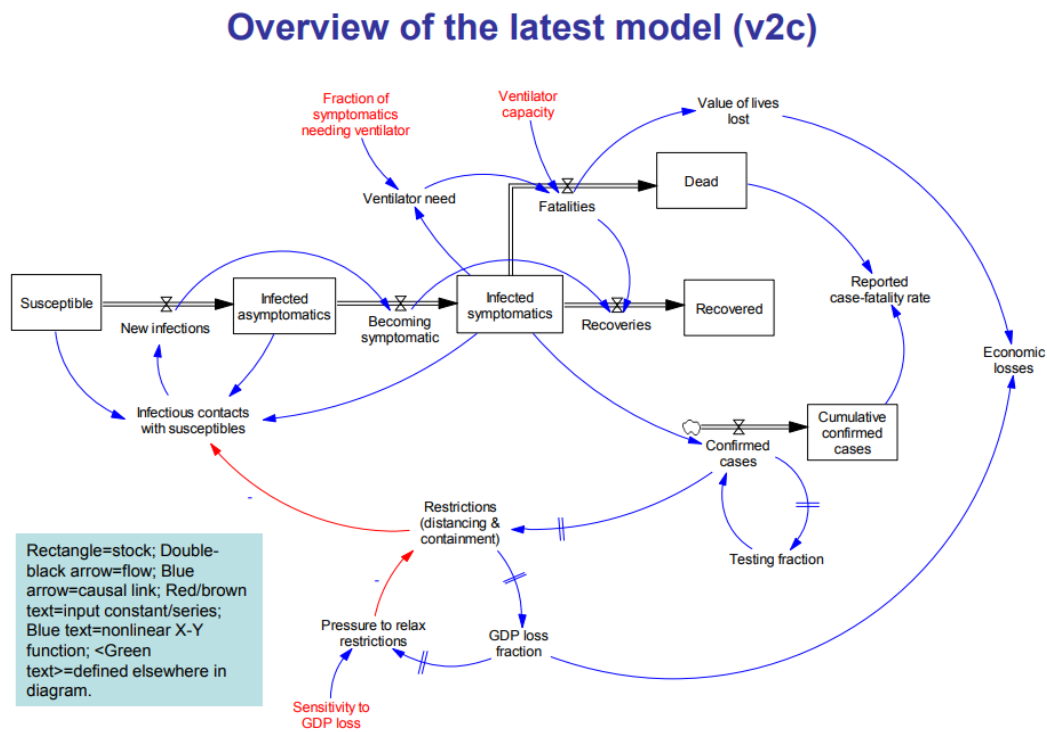 Overview of the latest model (v2c)
Fraction of
symptomatics
needing ventilator
Ventilator
capacity
Value of lives
lost
Dead
Ventilator need
Fatalities
Susceptible
New infections
Infected
asymptomatics
Becoming
symptomatic
Infected
symptomatics
Recoveries
Recovered
Reported
case-fatality rate
Economic
losses
Infectious contacts
with susceptibles
Confirmed
cases
Cumulative
confirmed
cases
-
Restrictions
(distancing &
containment)
Testing fraction
-
Pressure to relax
restrictions
GDP loss
fraction
Sensitivity to
GDP loss
Rectangle=stock; Double-
black arrow=flow; Blue
arrow=causal link; Red/brown
text=input constant/series;
Blue text=nonlinear X-Y
function; <Green
text>=defined elsewhere in
diagram.